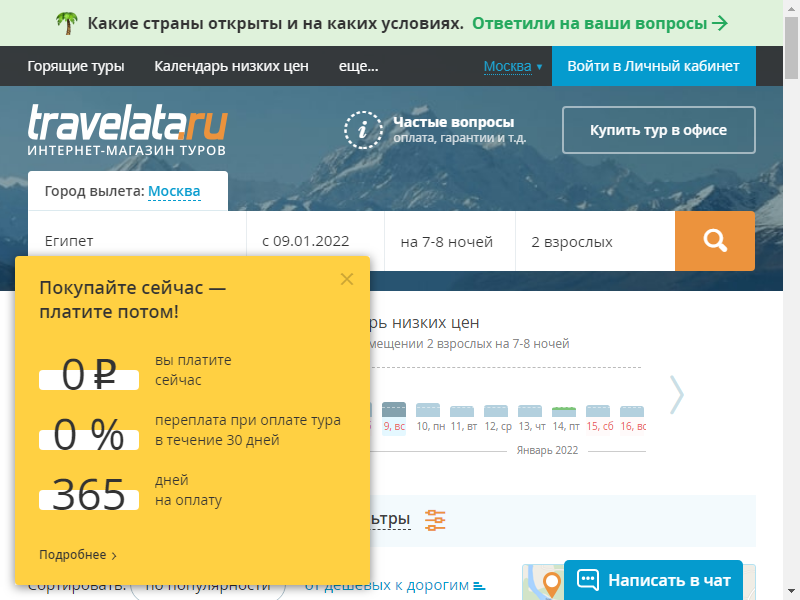 Какие страны открыты и на каких условиях. Ответили на ваши вопросы
Горящие туры Календарь низких цен еще... Москва Войти в Личный кабинет
travelata.ru
ИНТЕРНЕТ-МАГАЗИН ТУРОВ
Частые вопросы
оплата, гарантии и т.д.
Купить тур в офисе
Город вылета: Москва
Египет с 09.01.2022 на 7-8 ночей 2 взрослых
Покупайте сейчас —
платите потом!
0 ₽ вы платите
сейчас
0 % переплата при оплате тура
в течение 30 дней
365 дней
на оплату
Подробнее
рь низких цен
мещении 2 взрослых на 7-8 ночей
9, вс 10, пн 11, вт 12, ср 13, чт 14, пт 15, сб 16, вс
Январь 2022
ьтры
Сортировать: по популярности от дешевых к дорогим
Написать в чат